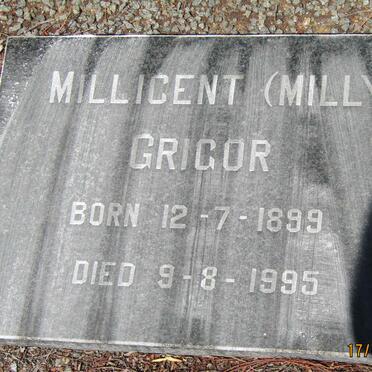 MILLICENT (MILLY
GRIGOR
BORN 12-7-1899
DIED 9-8-1995
17/